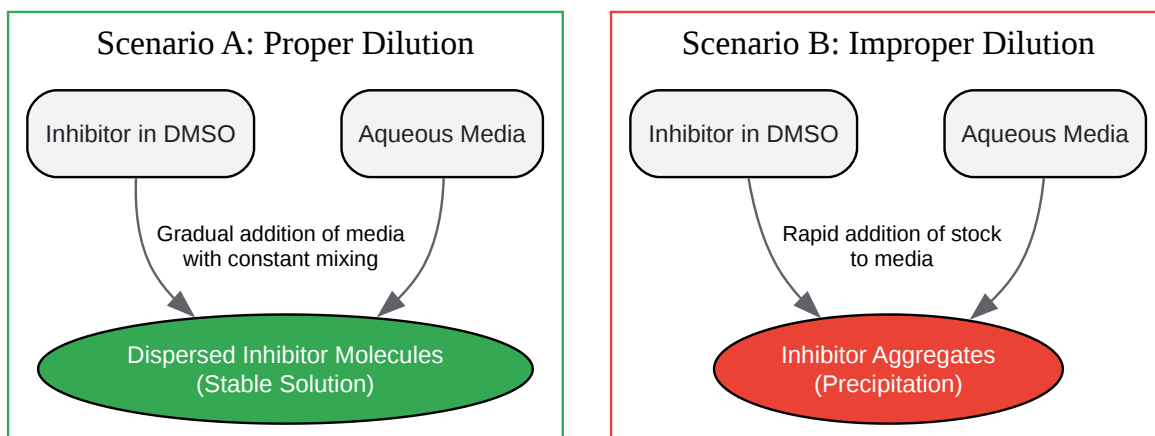 Scenario A: Proper Dilution
Inhibitor in DMSO
Aqueous Media
Gradual addition of media
with constant mixing
Dispersed Inhibitor Molecules
(Stable Solution)
Scenario B: Improper Dilution
Inhibitor in DMSO
Aqueous Media
Rapid addition of stock
to media
Inhibitor Aggregates
(Precipitation)